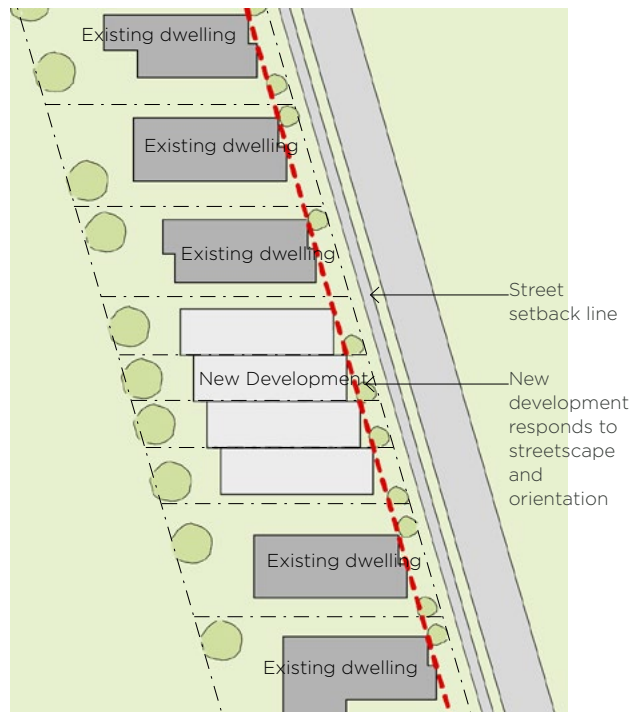 Existing dwelling
Existing dwelling
Existing dwelling
Street
setback line
New Development
New
development
responds to
streetscape
and
orientation
Existing dwelling
Existing dwelling